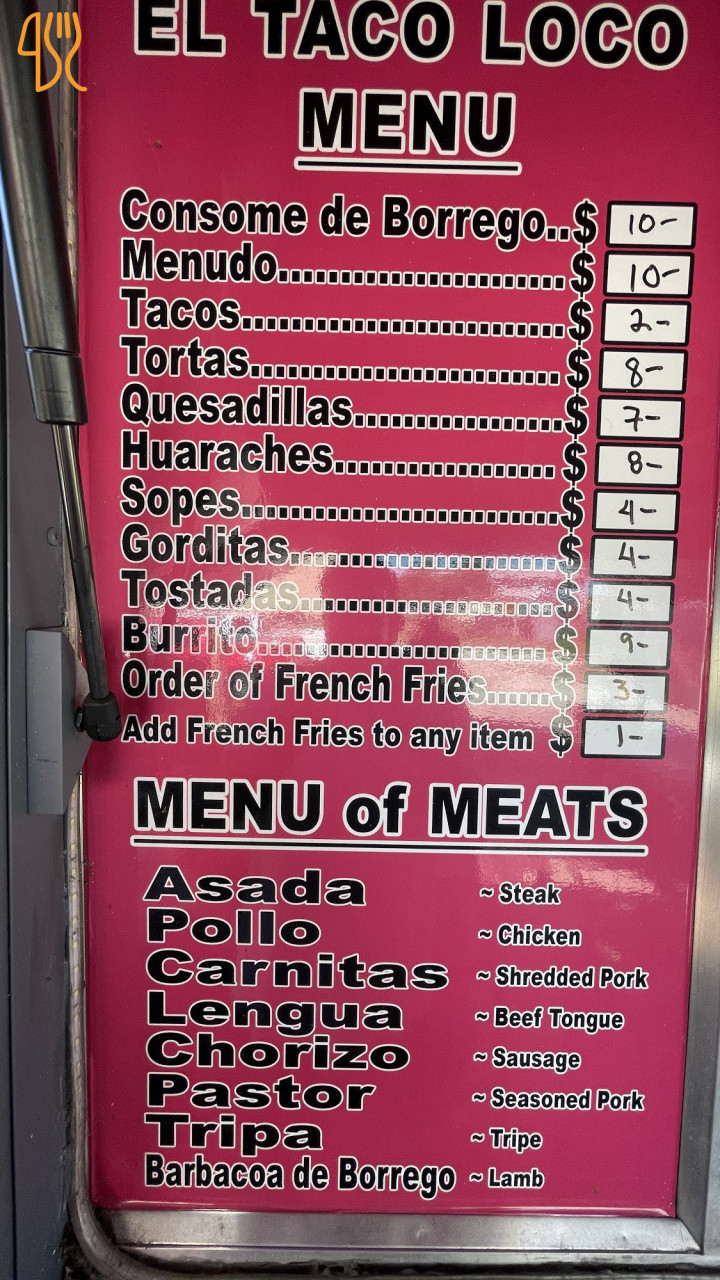 EL TACO LOCO
MENU
Consome de Borrego..$ 10-
Menudo..........................$ 10-
Tacos..............................$ 2-
Tortas............................$ 8-
Quesadillas...................$ 7-
Huaraches....................$ 8-
Sopes.............................$ 4-
Gorditas........................$ 4-
Tostadas.......................$ 4-
Burrito..........................$ 9-
Order of French Fries......$ 3-
Add French Fries to any item $ 1-
MENU of MEATS
Asada ~ Steak
Pollo ~ Chicken
Carnitas ~ Shredded Pork
Lengua ~ Beef Tongue
Chorizo ~ Sausage
Pastor ~ Seasoned Pork
Tripa ~ Tripe
Barbacoa de Borrego ~ Lamb